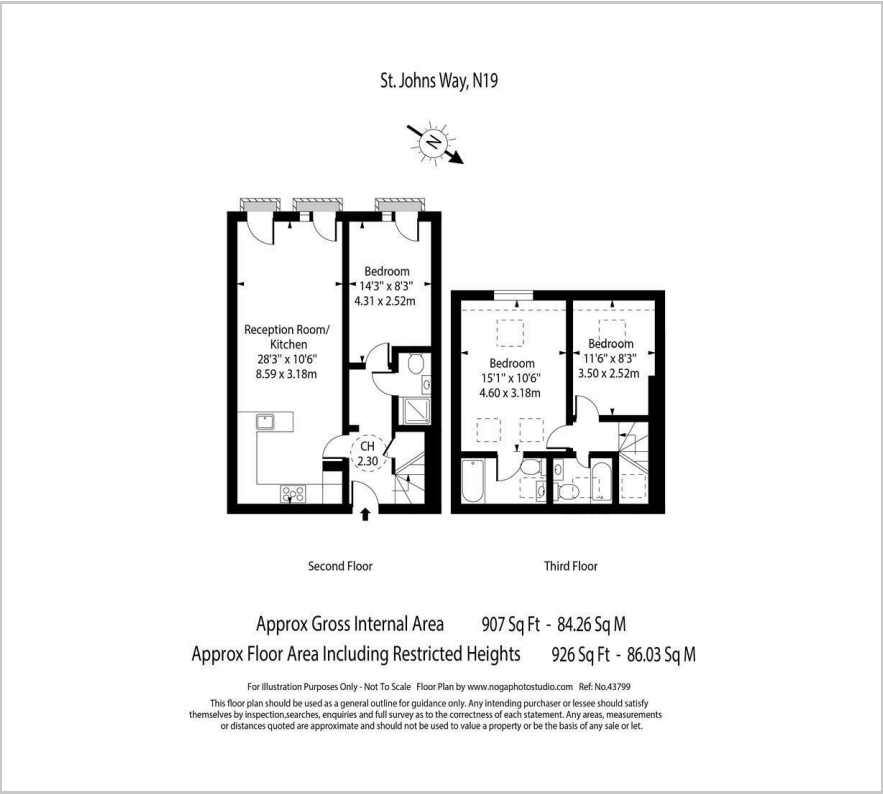 St. Johns Way, N19
N
Bedroom
14'3" x 8'3"
4.31 x 2.52m
Reception Room/
Kitchen
28'3" x 10'6"
8.59 x 3.18m
CH
2.30
Bedroom
15'1" x 10'6"
4.60 x 3.18m
Bedroom
11'6" x 8'3"
3.50 x 2.52m
Second Floor
Third Floor
Approx Gross Internal Area 907 Sq Ft - 84.26 Sq M
Approx Floor Area Including Restricted Heights 926 Sq Ft - 86.03 Sq M
For Illustration Purposes Only - Not To Scale Floor Plan by www.nogaphotostudio.com Ref: No.43799
This floor plan should be used as a general outline for guidance only. Any intending purchaser or lessee should satisfy
themselves by inspection,searches, enquiries and full survey as to the correctness of each statement. Any areas, measurements
or distances quoted are approximate and should not be used to value a property or be the basis of any sale or let.